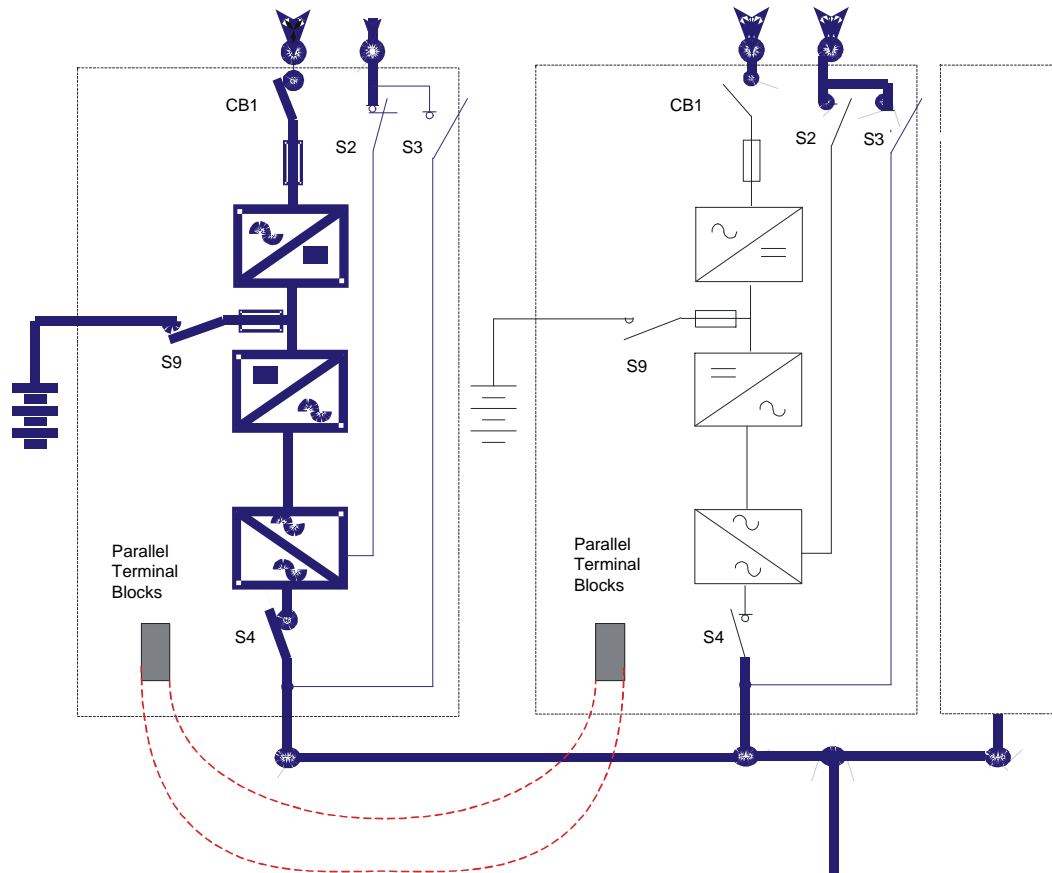 CB1
S2
S3
S9
Parallel
Terminal
Blocks
S4
CB1
S2
S3
S9
Parallel
Terminal
Blocks
S4